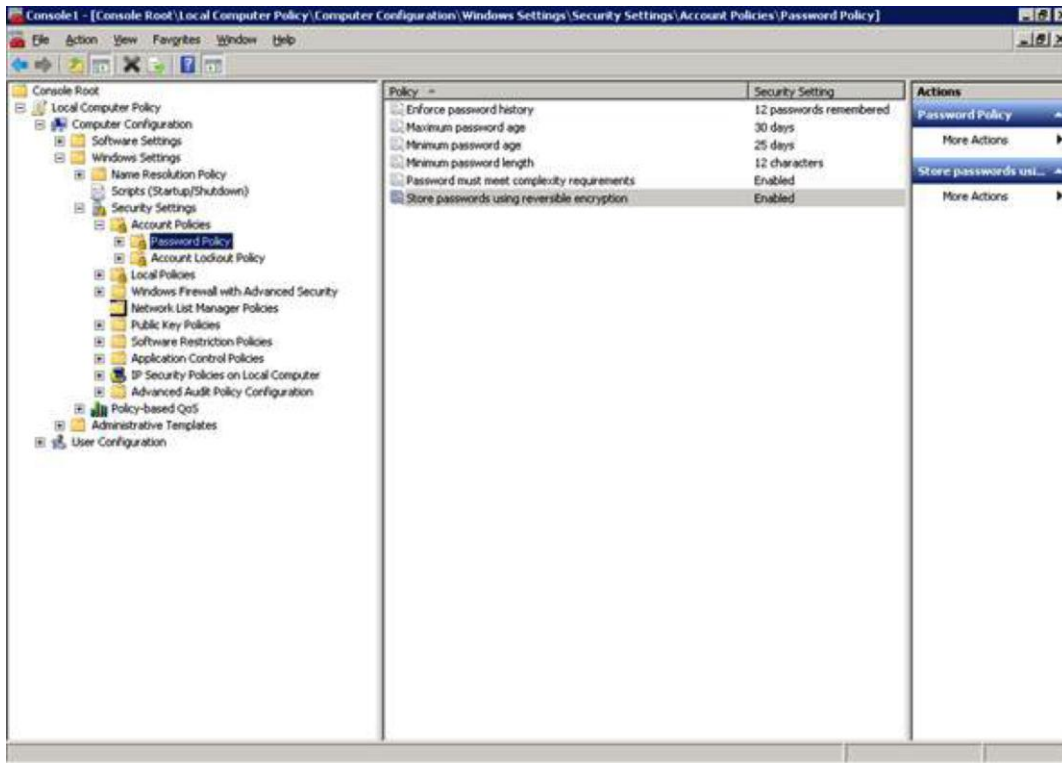 Console1 - [Console Root\Local Computer Policy\Computer Configuration\Windows Settings\Security Settings\Account Policies\Password Policy]
File Action View Favorites Window Help
Console Root
Local Computer Policy
Computer Configuration
Software Settings
Windows Settings
Name Resolution Policy
Scripts (Startup/Shutdown)
Security Settings
Account Policies
Password Policy
Account Lockout Policy
Local Policies
Windows Firewall with Advanced Security
Network List Manager Policies
Public Key Policies
Software Restriction Policies
Application Control Policies
IP Security Policies on Local Computer
Advanced Audit Policy Configuration
Policy-based QoS
Administrative Templates
User Configuration
Policy Security Setting
Enforce password history 12 passwords remembered
Maximum password age 30 days
Minimum password age 25 days
Minimum password length 12 characters
Password must meet complexity requirements Enabled
Store passwords using reversible encryption Enabled
Actions
Password Policy
More Actions
Store passwords usi...
More Actions